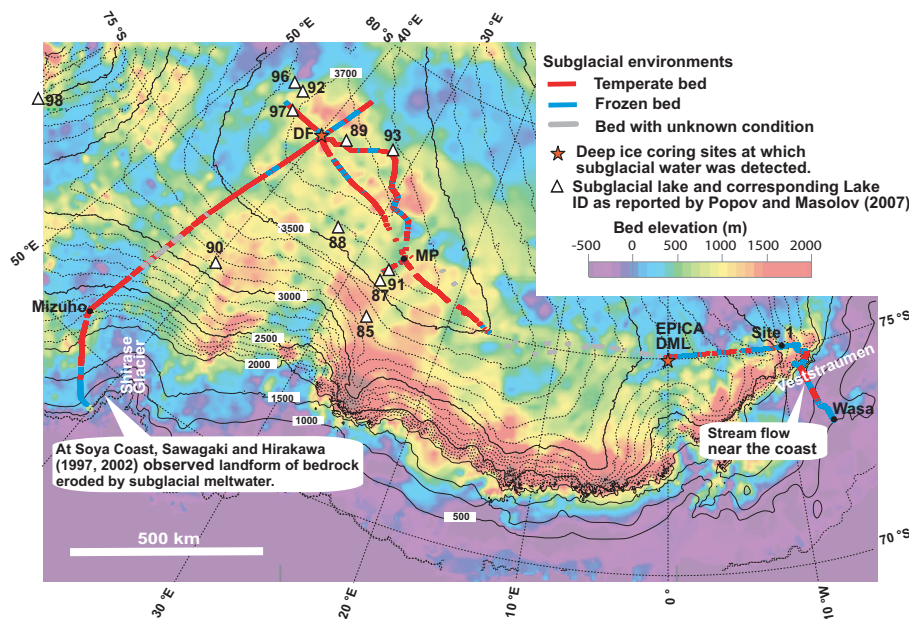 75 °S
50 °E
80 °S
40 °E
30 °E
96
3700
92
98
97
DF
89
93
Subglacial environments
Temperate bed
Frozen bed
Bed with unknown condition
Deep ice coring sites at which
subglacial water was detected.
Subglacial lake and corresponding Lake
ID as reported by Popov and Masolov (2007)
Bed elevation (m)
-500 0 500 1000 1500 2000
50 °E
90
3500
88
MP
91
87
85
Mizuho
3000
2500
2000
1500
1000
Shirase
Glacier
EPICA
DML
Site 1
75 °S
Veststraumen
Wasa
Stream flow
near the coast
At Soya Coast, Sawagaki and Hirakawa
(1997, 2002) observed landform of bedrock
eroded by subglacial meltwater.
500
500 km
70 °S
30 °E
20 °E
10 °E
0 °
10 °W